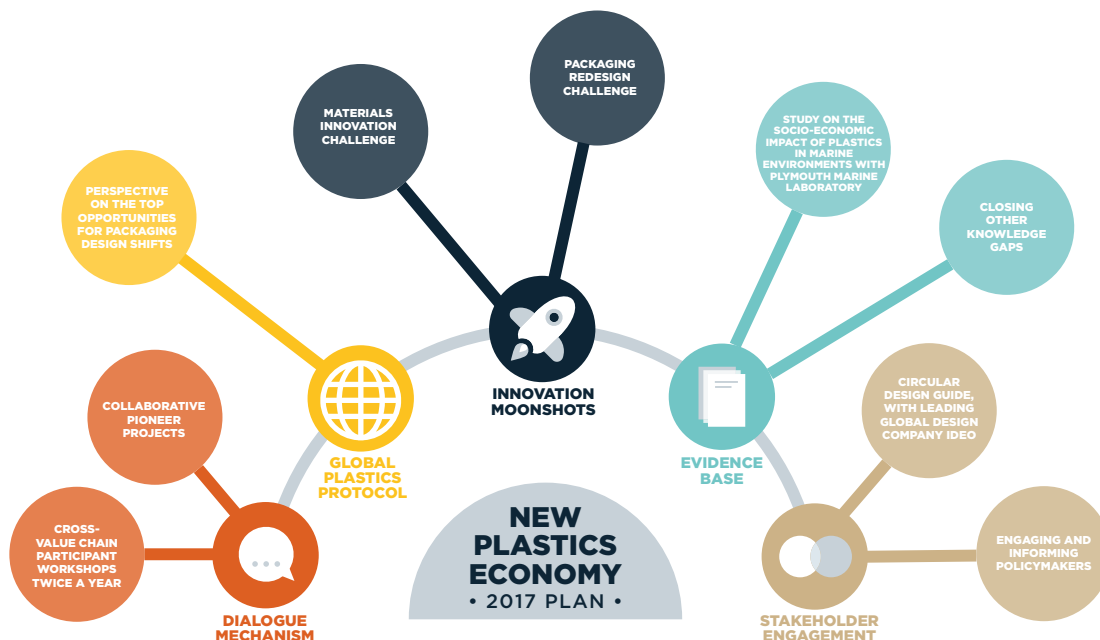 PACKAGING
REDESIGN
CHALLENGE
MATERIALS
INNOVATION
CHALLENGE
STUDY ON THE
SOCIO-ECONOMIC
IMPACT OF PLASTICS
IN MARINE
ENVIRONMENTS WITH
PLYMOUTH MARINE
LABORATORY
PERSPECTIVE
ON THE TOP
OPPORTUNITIES
FOR PACKAGING
DESIGN SHIFTS
CLOSING
OTHER
KNOWLEDGE
GAPS
INNOVATION
MOONSHOTS
COLLABORATIVE
PIONEER
PROJECTS
CIRCULAR
DESIGN GUIDE,
WITH LEADING
GLOBAL DESIGN
COMPANY IDEO
GLOBAL
PLASTICS
PROTOCOL
EVIDENCE
BASE
CROSS-
VALUE CHAIN
PARTICIPANT
WORKSHOPS
TWICE A YEAR
NEW
PLASTICS
ECONOMY
• 2017 PLAN •
ENGAGING AND
INFORMING
POLICYMAKERS
DIALOGUE
MECHANISM
STAKEHOLDER
ENGAGEMENT